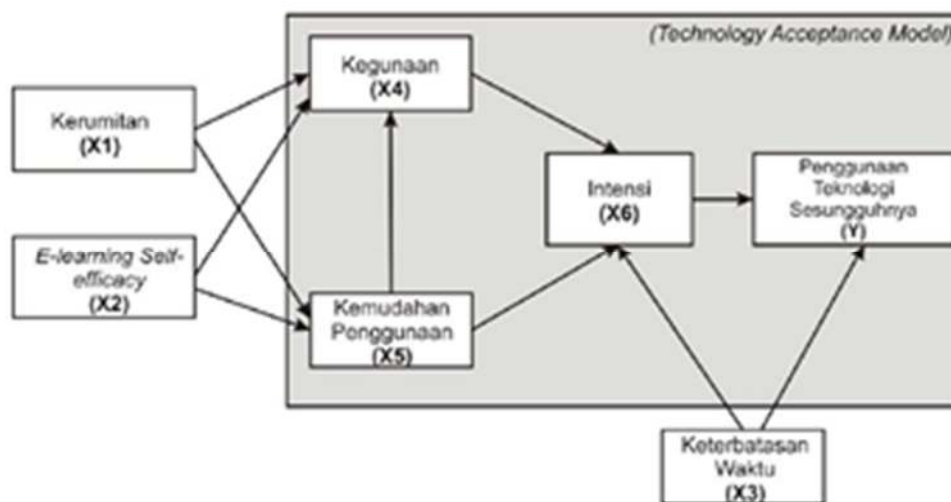 (Technology Acceptance Model)
Kegunaan
(X4)
Kerumitan
(X1)
Intensi
(X6)
Penggunaan
Teknologi
Sesungguhnya
(Y)
E-learning Self-
efficacy
(X2)
Kemudahan
Penggunaan
(X5)
Keterbatasan
Waktu
(X3)